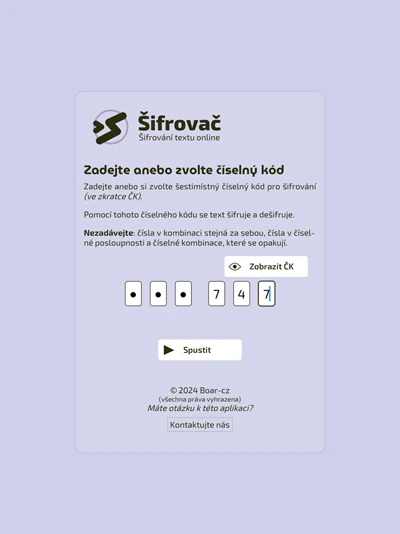 Šifrovač
Šifrování textu online
Zadejte anebo zvolte číselný kód
Zadejte anebo si zvolte šestimístný číselný kód pro šifrování
(ve zkratce ČK).
Pomocí tohoto číselného kódu se text šifruje a dešifruje.
Nezadávejte: čísla v kombinaci stejná za sebou, čísla v čísel-
né posloupnosti a číselné kombinace, které se opakují.
Zobrazit ČK
● ● ● 7 4 7
Spustit
© 2024 Boar-cz
(všechna práva vyhrazena)
Máte otázku k této aplikaci?
Kontaktujte nás